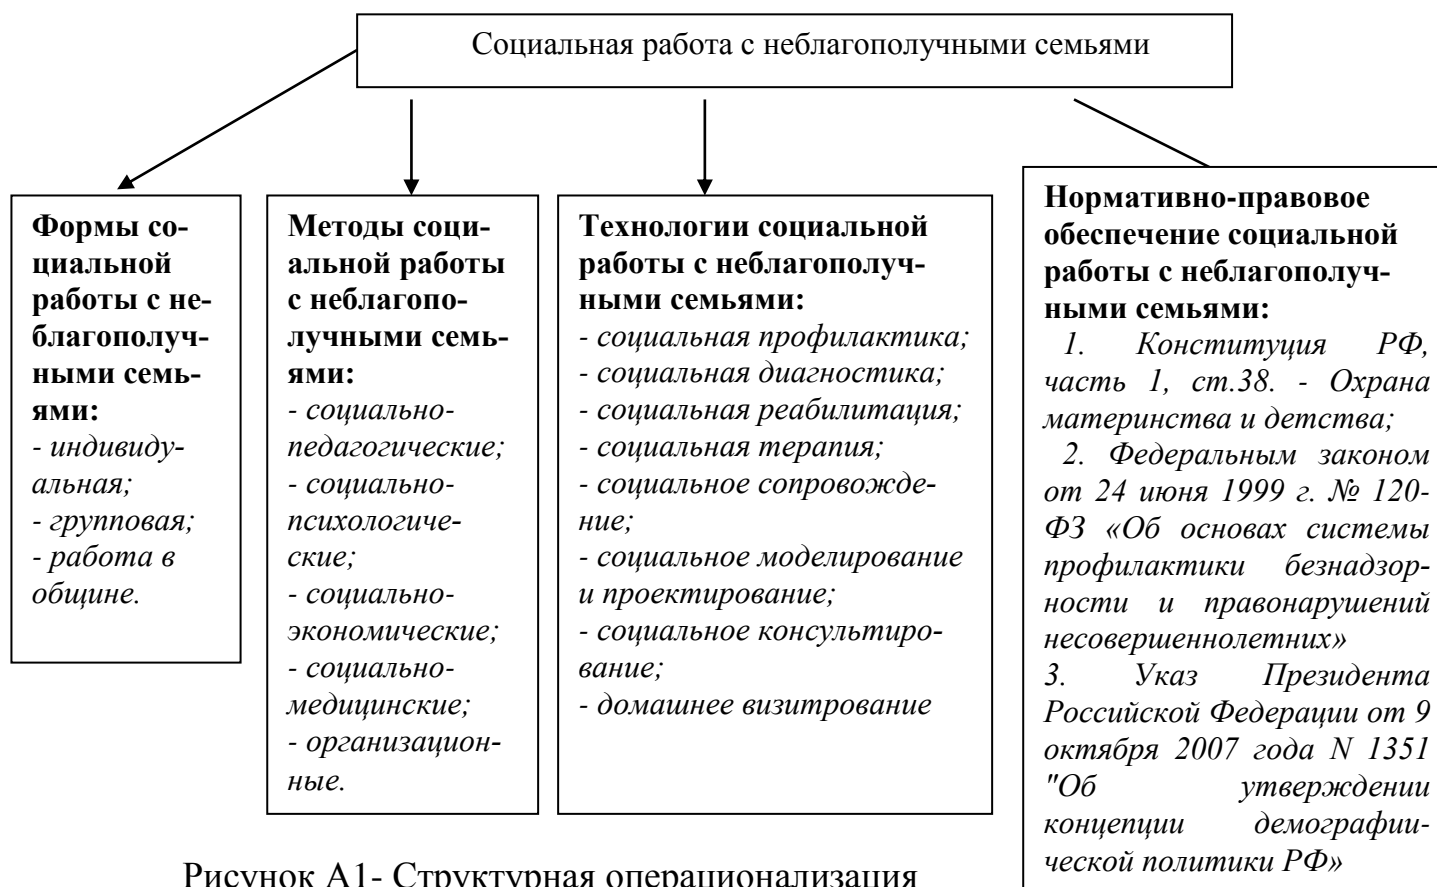 Социальная работа с неблагополучными семьями
Формы со-
циальной
работы с не-
благополуч-
ными семь-
ями:
- индивиду-
альная;
- групповая;
- работа в
общине.
Методы соци-
альной работы
с неблагопо-
лучными семь-
ями:
- социально-
педагогические;
- социально-
психологиче-
ские;
- социально-
экономические;
- социально-
медицинские;
- организацион-
ные.
Технологии социальной
работы с неблагополуч-
ными семьями:
- социальная профилактика;
- социальная диагностика;
- социальная реабилитация;
- социальная терапия;
- социальное сопровожде-
ние;
- социальное моделирование
и проектирование;
- социальное консультиро-
вание;
- домашнее визитрование
Нормативно-правовое
обеспечение социальной
работы с неблагополуч-
ными семьями:
1. Конституция РФ,
часть 1, ст.38. - Охрана
материнства и детства;
2. Федеральным законом
от 24 июня 1999 г. № 120-
ФЗ «Об основах системы
профилактики безнадзор-
ности и правонарушений
несовершеннолетних»
3. Указ Президента
Российской Федерации от 9
октября 2007 года N 1351
"Об утверждении
концепции демографии-
ческой политики РФ»
Рисунок А1- Структурная операционализация